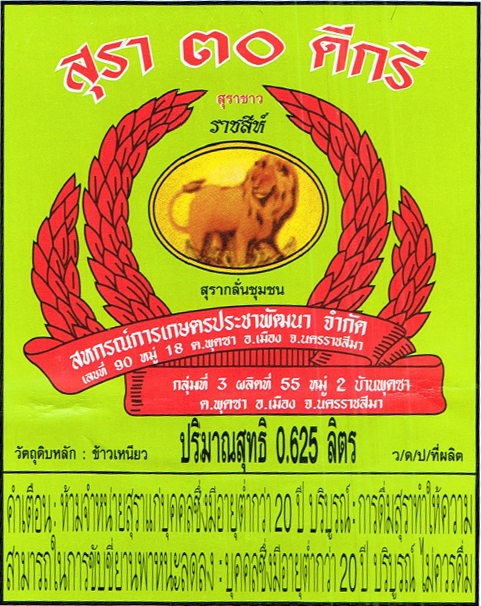 สุรา ๓๐ ดีกรี
สุราขาว
ราชสีห์
สุรากลั่นชุมชน
สหกรณ์การเกษตรประชาพัฒนา จำกัด
เลขที่ 90 หมู่ 18 ต.พุดซา อ.เมือง จ.นครราชสีมา
กลุ่มที่ 3 ผลิตที่ 55 หมู่ 2 บ้านพุดซา
ต.พุดซา อ.เมือง จ.นครราชสีมา
วัตถุดิบหลัก : ข้าวเหนียว ปริมาณสุทธิ 0.625 ลิตร ว/ด/ป/ที่ผลิต
คำเตือน : ห้ามจำหน่ายสุราแก่บุคคลซึ่งมีอายุต่ำกว่า 20 ปี บริบูรณ์ : การดื่มสุราทำให้ความ
สามารถในการขับขี่ยานพาหนะลดลง : บุคคลซึ่งมีอายุต่ำกว่า 20 ปี บริบูรณ์ ไม่ควรดื่ม